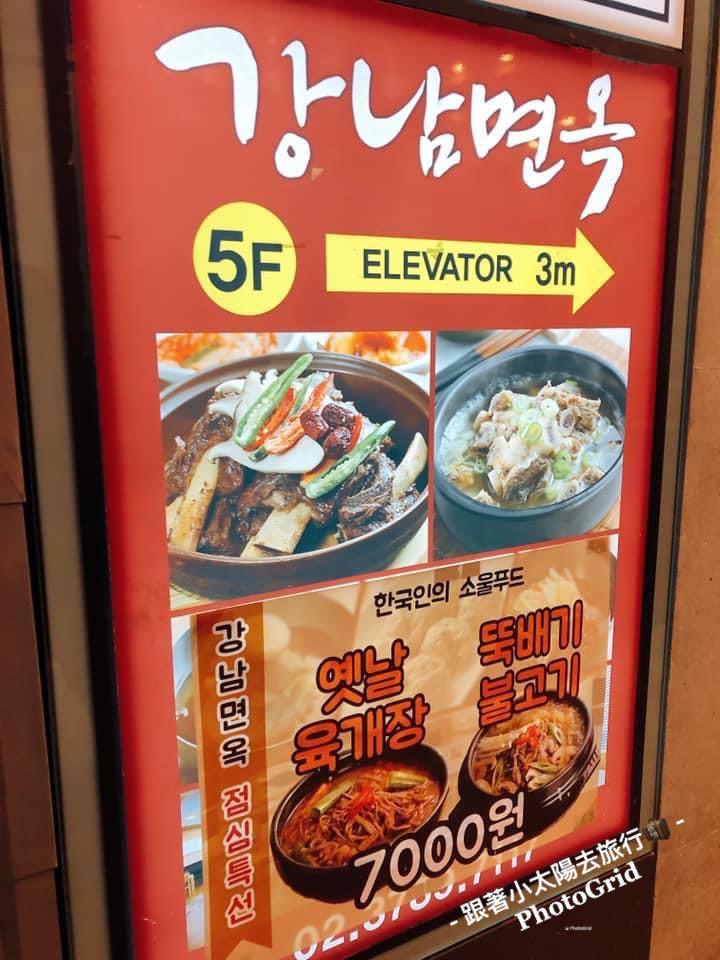 강남면옥
5F
ELEVATOR 3m
한국인의 소울푸드
강남면옥 점심특선
옛날
육개장
뚝배기
불고기
7000원
- 跟著小太陽去旅行 -
PhotoGrid
PhotoGrid